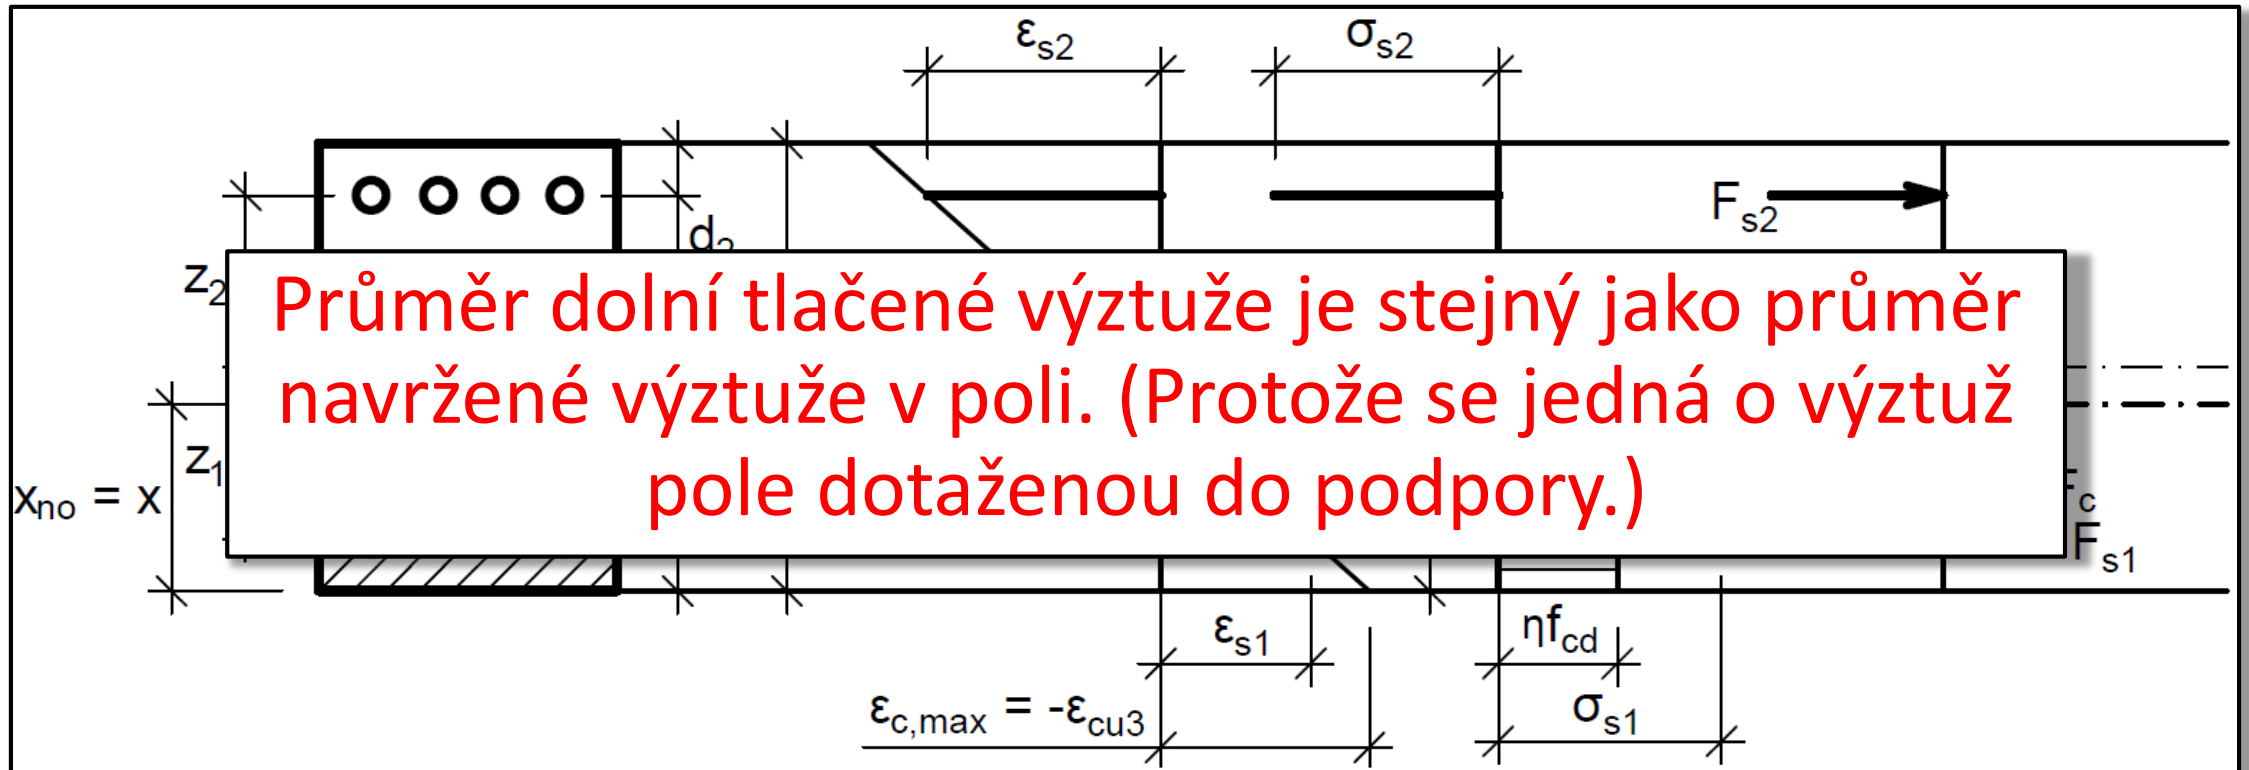 εs2
σs2
Fs2
d2
z2
Průměr dolní tlačené výztuže je stejný jako průměr
navržené výztuže v poli. (Protože se jedná o výztuž
pole dotaženou do podpory.)
z1
xno = x
Fc
Fs1
εs1
ηfcd
εc,max = -εcu3
σs1